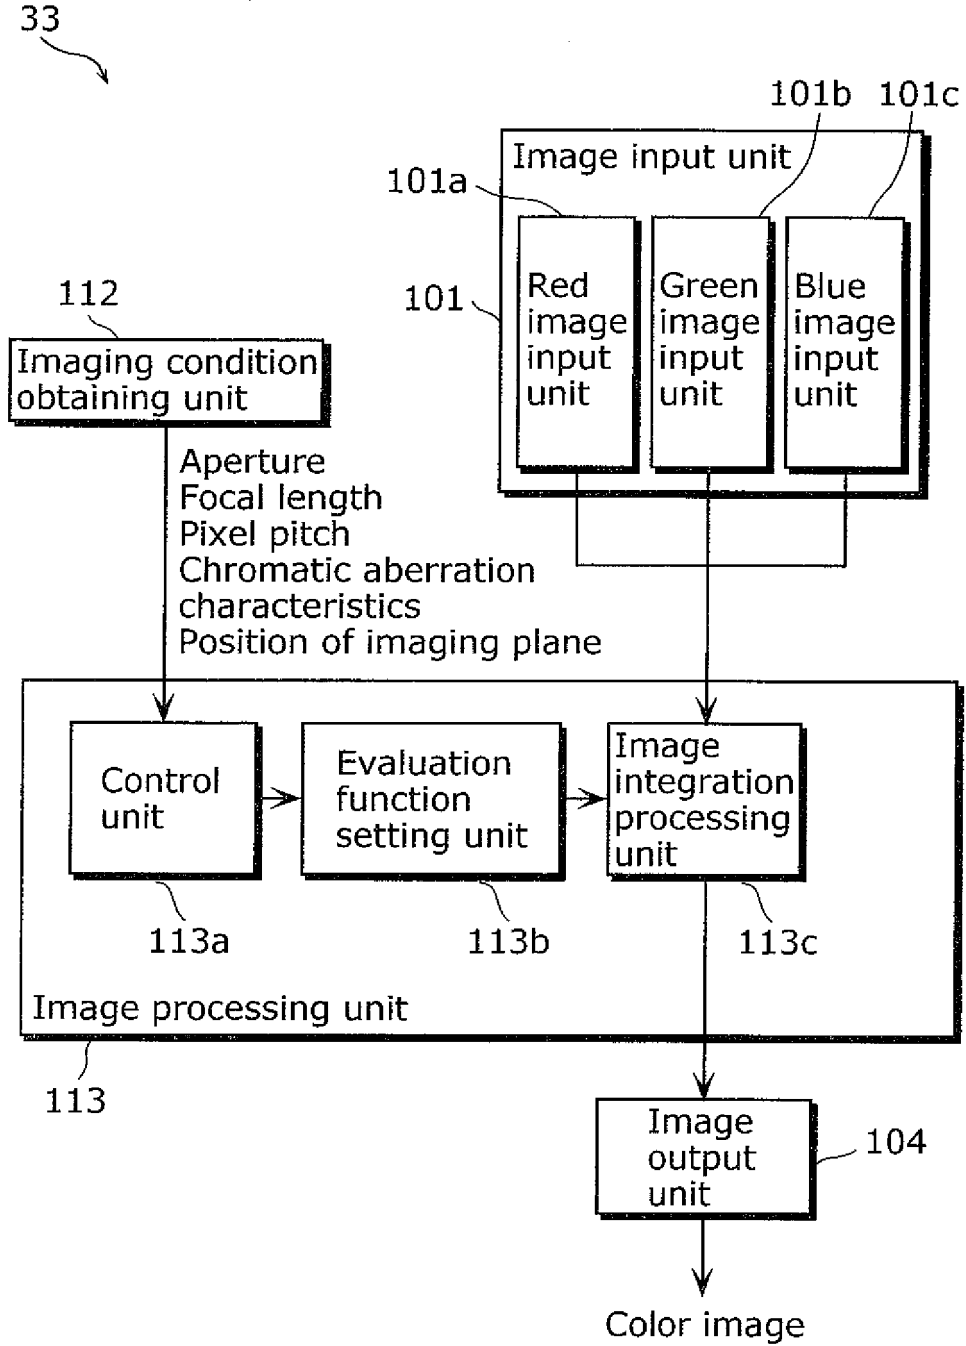 33
101b
101c
Image input unit
101a
101
Red
image
input
unit
Green
image
input
unit
Blue
image
input
unit
112
Imaging condition
obtaining unit
Aperture
Focal length
Pixel pitch
Chromatic aberration
characteristics
Position of imaging plane
Control
unit
Evaluation
function
setting unit
Image
integration
processing
unit
113a
113b
113c
Image processing unit
113
Image
output
unit
104
Color image